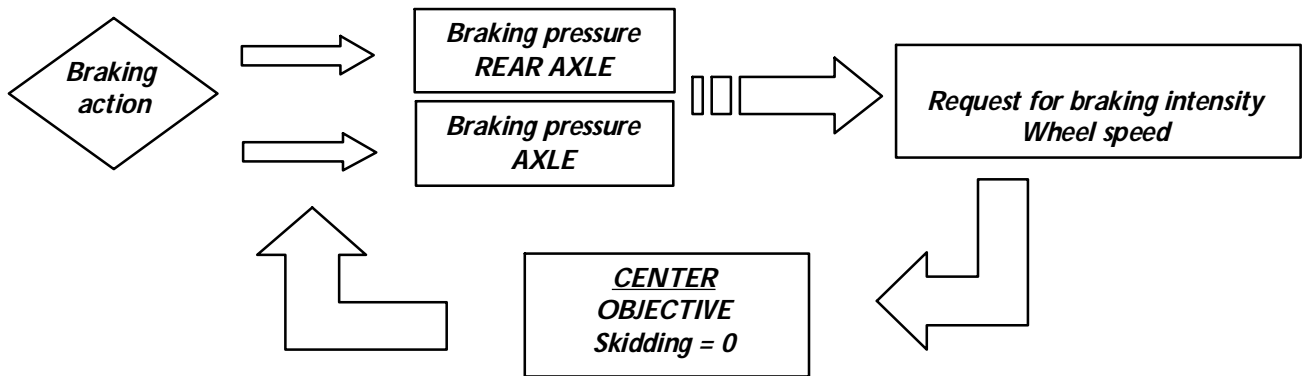 Braking
action
Braking pressure
REAR AXLE
Braking pressure
AXLE
Request for braking intensity
Wheel speed
CENTER
OBJECTIVE
Skidding = 0